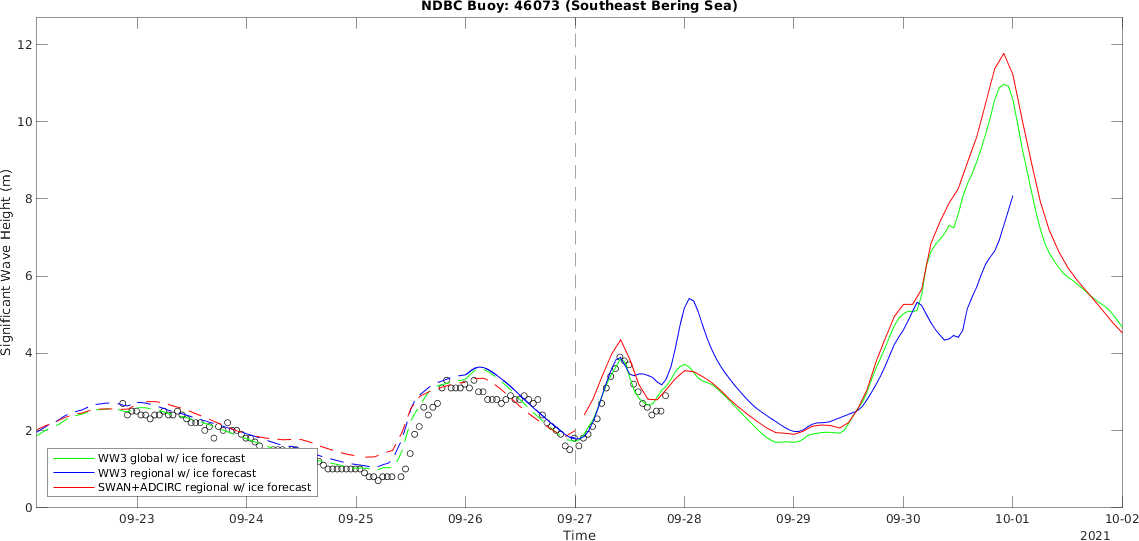 NDBC Buoy: 46073 (Southeast Bering Sea)
Significant Wave Height (m)
12
10
8
6
4
2
0
WW3 global w/ ice forecast
WW3 regional w/ ice forecast
SWAN+ADCIRC regional w/ ice forecast
09-23 09-24 09-25 09-26 09-27 09-28 09-29 09-30 10-01 10-02
Time
2021